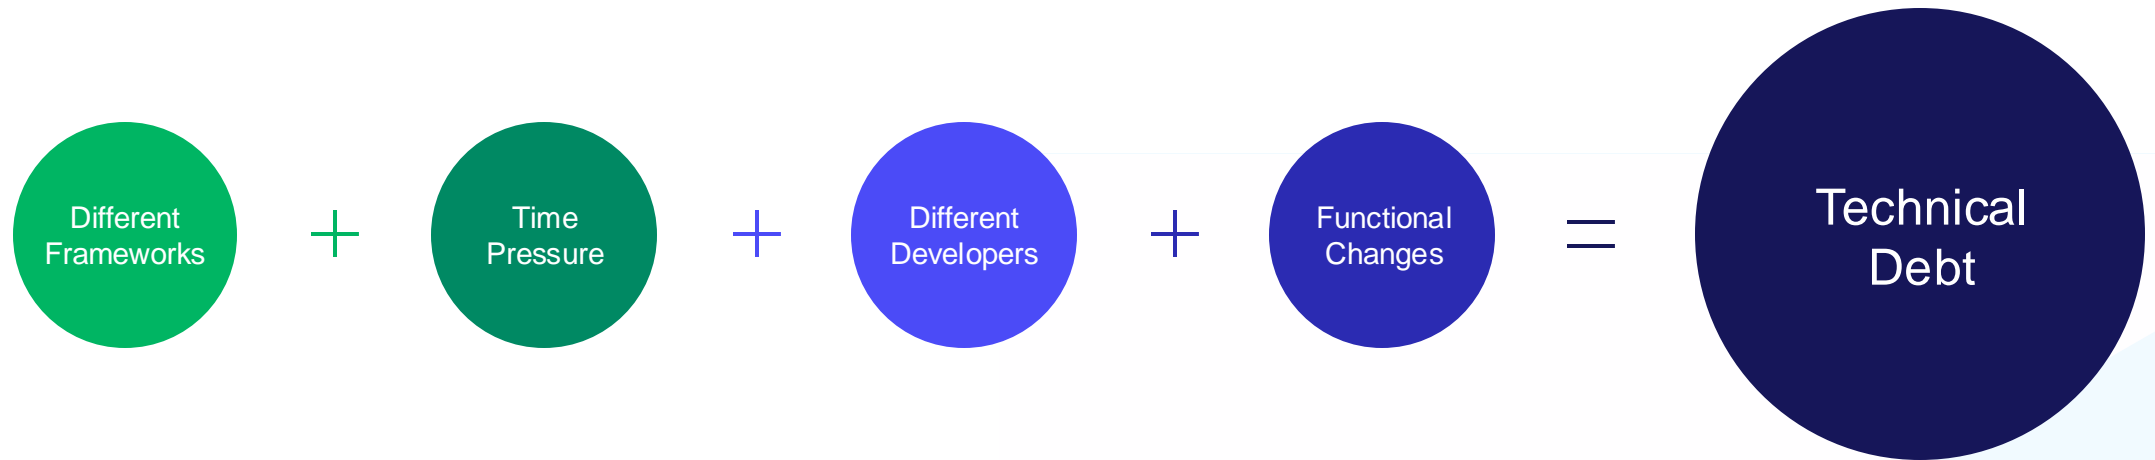 Different
Frameworks
+
Time
Pressure
+
Different
Developers
+
Functional
Changes
=
Technical
Debt